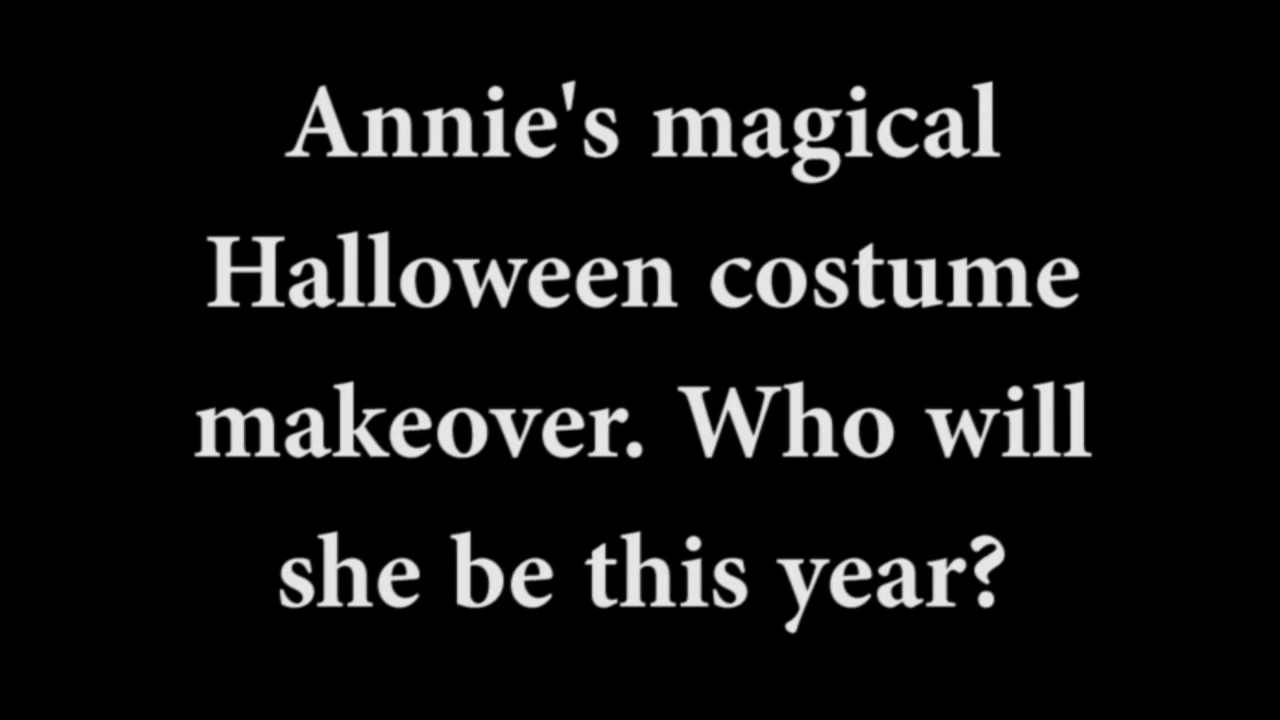 Annie's magical
Halloween costume
makeover. Who will
she be this year?